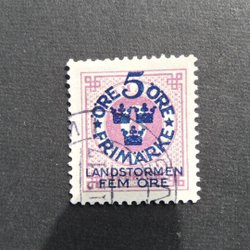 ÖRE 5 ÖRE
FRIMÄRKE
LANDSTORMEN
FEM ÖRE